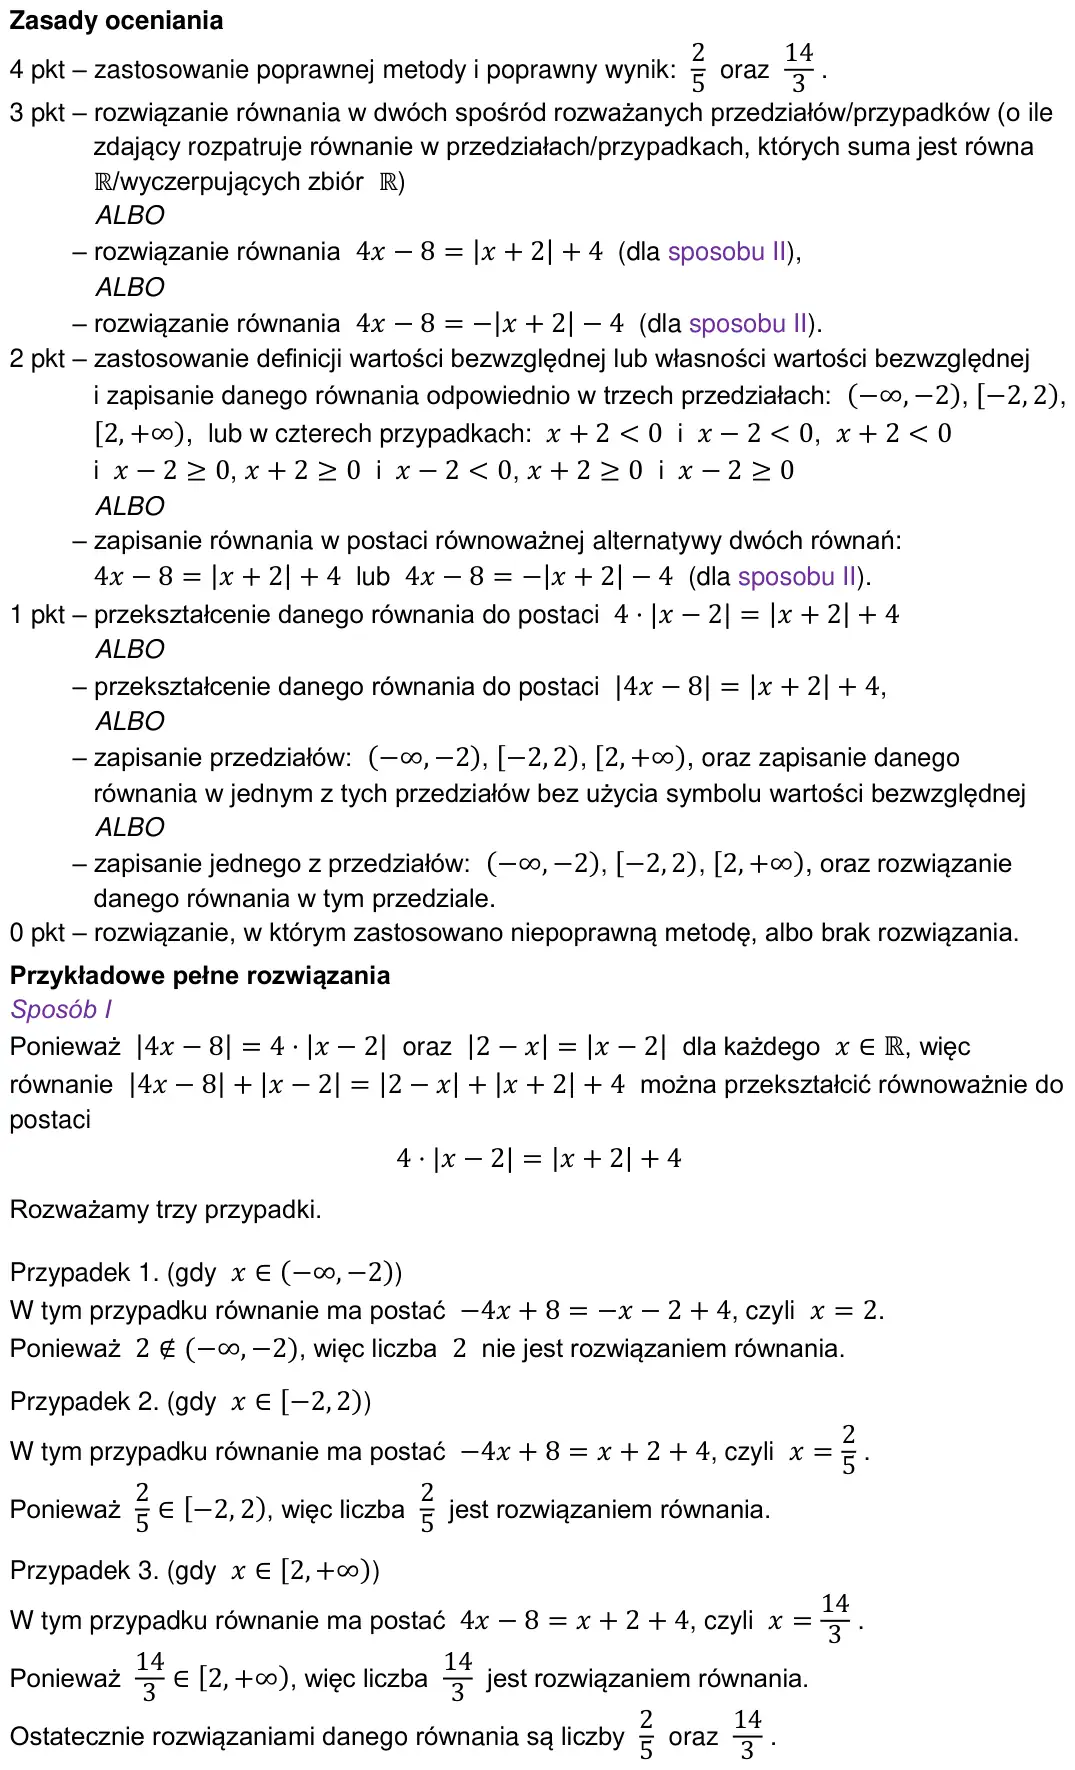 Zasady oceniania
4 pkt – zastosowanie poprawnej metody i poprawny wynik: 2/5 oraz 14/3 .
3 pkt – rozwiązanie równania w dwóch spośród rozważanych przedziałów/przypadków (o ile
zdający rozpatruje równanie w przedziałach/przypadkach, których suma jest równa
ℝ/wyczerpujących zbiór ℝ)
ALBO
– rozwiązanie równania 4x − 8 = |x + 2| + 4 (dla sposobu II),
ALBO
– rozwiązanie równania 4x − 8 = −|x + 2| − 4 (dla sposobu II).
2 pkt – zastosowanie definicji wartości bezwzględnej lub własności wartości bezwzględnej
i zapisanie danego równania odpowiednio w trzech przedziałach: (−∞, −2), [−2, 2),
[2, +∞), lub w czterech przypadkach: x + 2 < 0 i x − 2 < 0, x + 2 < 0
i x − 2 ≥ 0, x + 2 ≥ 0 i x − 2 < 0, x + 2 ≥ 0 i x − 2 ≥ 0
ALBO
– zapisanie równania w postaci równoważnej alternatywy dwóch równań:
4x − 8 = |x + 2| + 4 lub 4x − 8 = −|x + 2| − 4 (dla sposobu II).
1 pkt – przekształcenie danego równania do postaci 4 · |x − 2| = |x + 2| + 4
ALBO
– przekształcenie danego równania do postaci |4x − 8| = |x + 2| + 4,
ALBO
– zapisanie przedziałów: (−∞, −2), [−2, 2), [2, +∞), oraz zapisanie danego
równania w jednym z tych przedziałów bez użycia symbolu wartości bezwzględnej
ALBO
– zapisanie jednego z przedziałów: (−∞, −2), [−2, 2), [2, +∞), oraz rozwiązanie
danego równania w tym przedziale.
0 pkt – rozwiązanie, w którym zastosowano niepoprawną metodę, albo brak rozwiązania.
Przykładowe pełne rozwiązania
Sposób I
Ponieważ |4x − 8| = 4 · |x − 2| oraz |2 − x| = |x − 2| dla każdego x ∈ ℝ, więc
równanie |4x − 8| + |x − 2| = |2 − x| + |x + 2| + 4 można przekształcić równoważnie do
postaci
4 · |x − 2| = |x + 2| + 4
Rozważamy trzy przypadki.
Przypadek 1. (gdy x ∈ (−∞, −2))
W tym przypadku równanie ma postać −4x + 8 = −x − 2 + 4, czyli x = 2.
Ponieważ 2 ∉ (−∞, −2), więc liczba 2 nie jest rozwiązaniem równania.
Przypadek 2. (gdy x ∈ [−2, 2))
W tym przypadku równanie ma postać −4x + 8 = x + 2 + 4, czyli x = 2/5 .
Ponieważ 2/5 ∈ [−2, 2), więc liczba 2/5 jest rozwiązaniem równania.
Przypadek 3. (gdy x ∈ [2, +∞))
W tym przypadku równanie ma postać 4x − 8 = x + 2 + 4, czyli x = 14/3 .
Ponieważ 14/3 ∈ [2, +∞), więc liczba 14/3 jest rozwiązaniem równania.
Ostatecznie rozwiązaniami danego równania są liczby 2/5 oraz 14/3 .